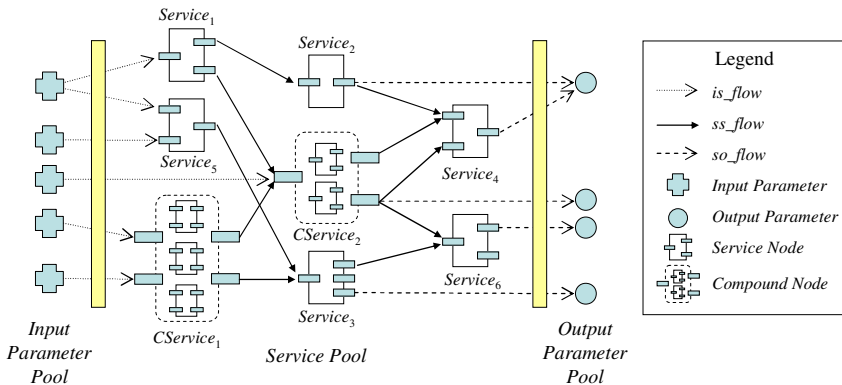 Service1
Service2
Service5
Service4
CService2
CService1
Service3
Service6
Input
Parameter
Pool
Service Pool
Output
Parameter
Pool
Legend
is_flow
ss_flow
so_flow
Input Parameter
Output Parameter
Service Node
Compound Node